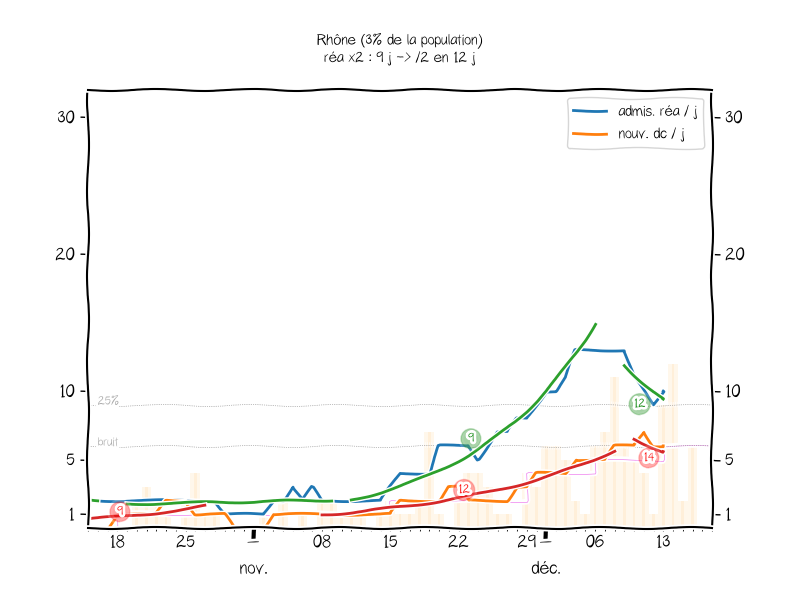 Rhône (3% de la population)
réa x2 : 9 j -> /2 en 12 j
admis. réa / j
nouv. dc / j
30 30
20 20
10 10
25%
12
9
bruit
14
5 5
12
9
1 1
18 25 08 15 22 29 06 13
nov. déc.